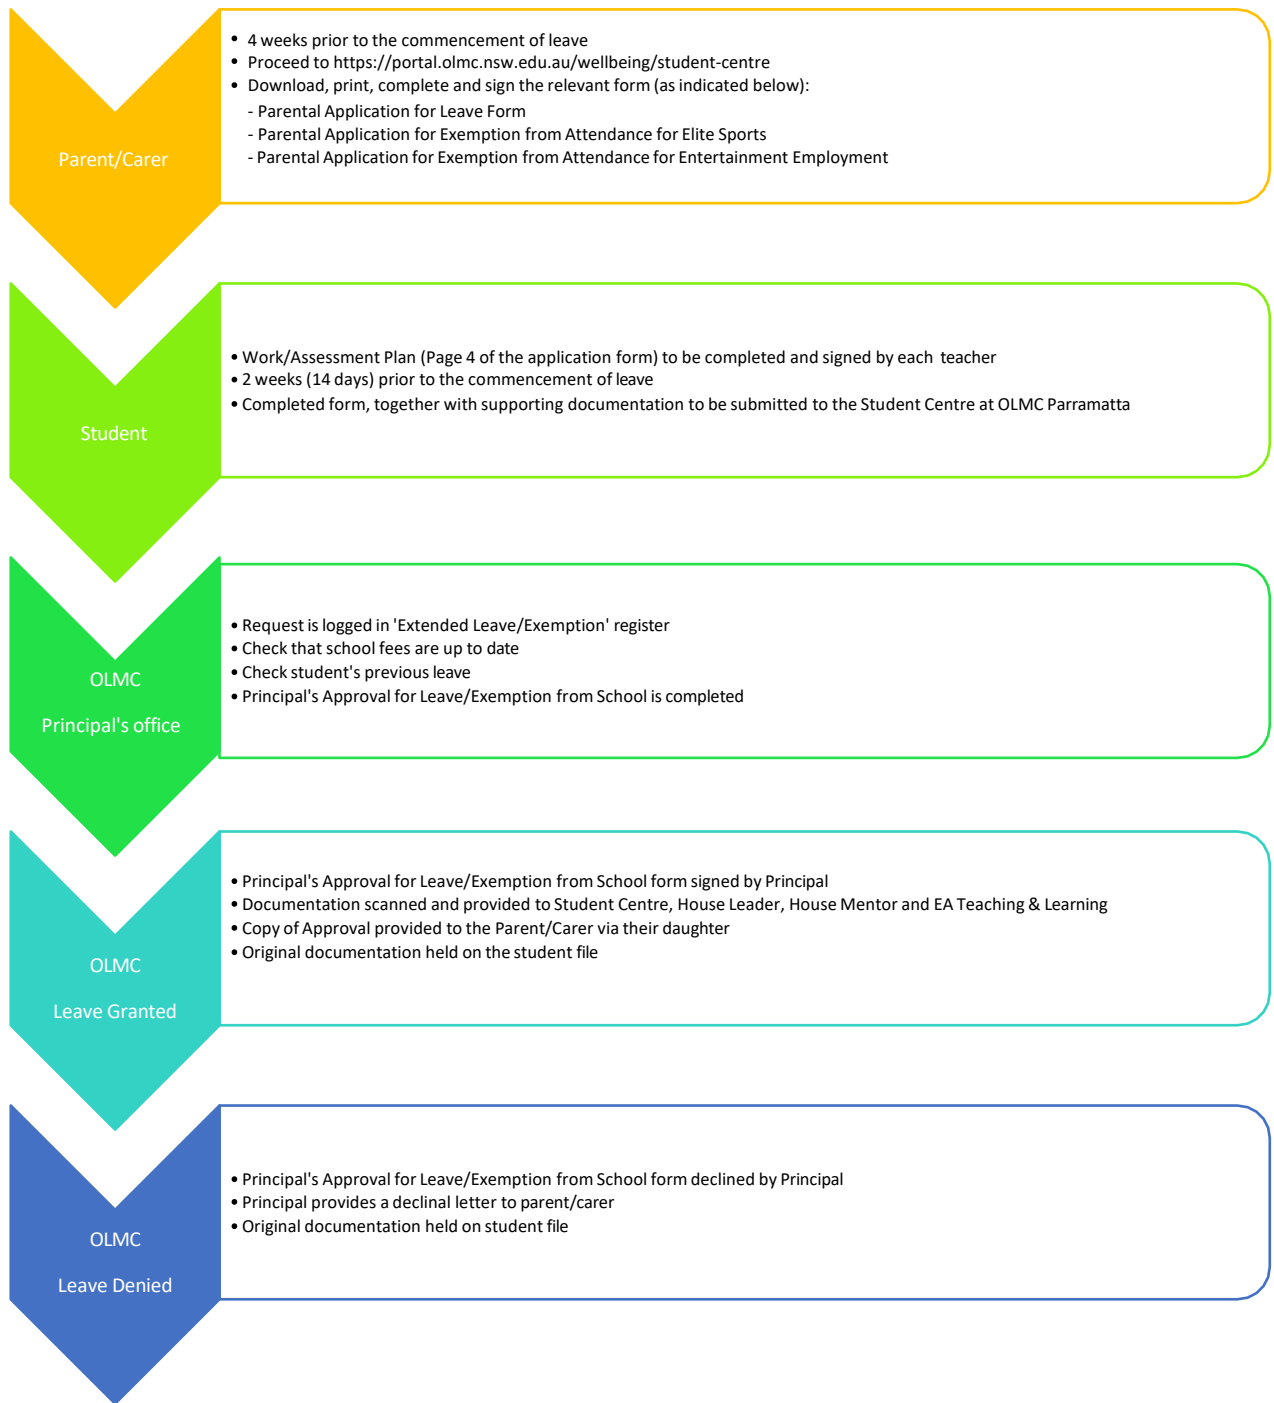 Parent/Carer
• 4 weeks prior to the commencement of leave
• Proceed to https://portal.olmc.nsw.edu.au/wellbeing/student-centre
• Download, print, complete and sign the relevant form (as indicated below):
- Parental Application for Leave Form
- Parental Application for Exemption from Attendance for Elite Sports
- Parental Application for Exemption from Attendance for Entertainment Employment
Student
• Work/Assessment Plan (Page 4 of the application form) to be completed and signed by each teacher
• 2 weeks (14 days) prior to the commencement of leave
• Completed form, together with supporting documentation to be submitted to the Student Centre at OLMC Parramatta
OLMC
Principal's office
• Request is logged in 'Extended Leave/Exemption' register
• Check that school fees are up to date
• Check student's previous leave
• Principal's Approval for Leave/Exemption from School is completed
OLMC
Leave Granted
• Principal's Approval for Leave/Exemption from School form signed by Principal
• Documentation scanned and provided to Student Centre, House Leader, House Mentor and EA Teaching & Learning
• Copy of Approval provided to the Parent/Carer via their daughter
• Original documentation held on the student file
OLMC
Leave Denied
• Principal's Approval for Leave/Exemption from School form declined by Principal
• Principal provides a declinal letter to parent/carer
• Original documentation held on student file